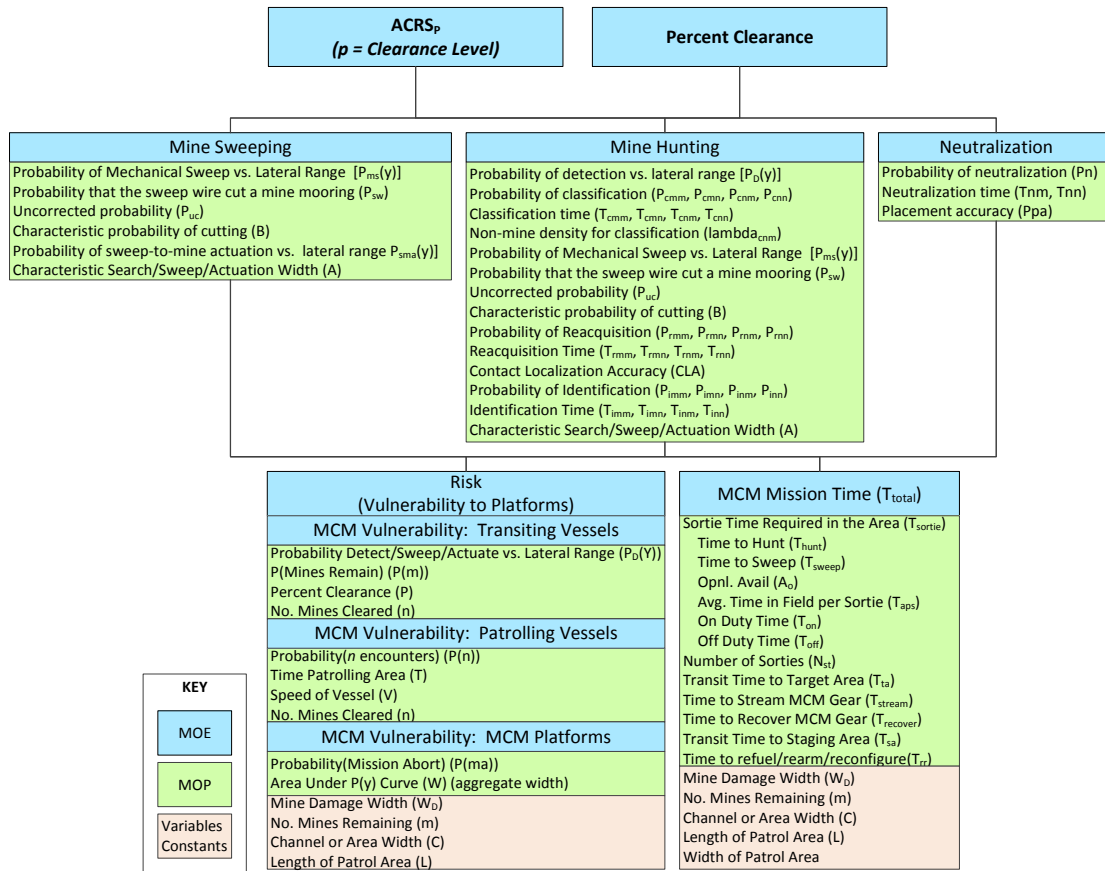 ACRSP
(p = Clearance Level)
Percent Clearance
Mine Sweeping
Probability of Mechanical Sweep vs. Lateral Range [Pms(y)]
Probability that the sweep wire cut a mine mooring (Psw)
Uncorrected probability (Puc)
Characteristic probability of cutting (B)
Probability of sweep-to-mine actuation vs. lateral range Psma(y)]
Characteristic Search/Sweep/Actuation Width (A)
Mine Hunting
Probability of detection vs. lateral range [PD(y)]
Probability of classification (Pcmm, Pcmn, Pcnm, Pcnn)
Classification time (Tcmm, Tcmn, Tcnm, Tcnn)
Non-mine density for classification (lambdacnm)
Probability of Mechanical Sweep vs. Lateral Range [Pms(y)]
Probability that the sweep wire cut a mine mooring (Psw)
Uncorrected probability (Puc)
Characteristic probability of cutting (B)
Probability of Reacquisition (Prmm, Prmn, Prnm, Prnn)
Reacquisition Time (Trmm, Trmn, Trnm, Trnn)
Contact Localization Accuracy (CLA)
Probability of Identification (Pimm, Pimn, Pinm, Pinn)
Identification Time (Timm, Timn, Tinm, Tinn)
Characteristic Search/Sweep/Actuation Width (A)
Neutralization
Probability of neutralization (Pn)
Neutralization time (Tnm, Tnn)
Placement accuracy (Ppa)
Risk
(Vulnerability to Platforms)
MCM Vulnerability: Transiting Vessels
Probability Detect/Sweep/Actuate vs. Lateral Range (PD(Y))
P(Mines Remain) (P(m))
Percent Clearance (P)
No. Mines Cleared (n)
MCM Vulnerability: Patrolling Vessels
Probability(n encounters) (P(n))
Time Patrolling Area (T)
Speed of Vessel (V)
No. Mines Cleared (n)
MCM Vulnerability: MCM Platforms
Probability(Mission Abort) (P(ma))
Area Under P(y) Curve (W) (aggregate width)
Mine Damage Width (WD)
No. Mines Remaining (m)
Channel or Area Width (C)
Length of Patrol Area (L)
MCM Mission Time (Ttotal)
Sortie Time Required in the Area (Tsortie)
Time to Hunt (Thunt)
Time to Sweep (Tsweep)
Opnl. Avail (Ao)
Avg. Time in Field per Sortie (Taps)
On Duty Time (Ton)
Off Duty Time (Toff)
Number of Sorties (Nst)
Transit Time to Target Area (Tta)
Time to Stream MCM Gear (Tstream)
Time to Recover MCM Gear (Trecover)
Transit Time to Staging Area (Tsa)
Time to refuel/rearm/reconfigure(Trr)
Mine Damage Width (WD)
No. Mines Remaining (m)
Channel or Area Width (C)
Length of Patrol Area (L)
Width of Patrol Area
KEY
MOE
MOP
Variables
Constants